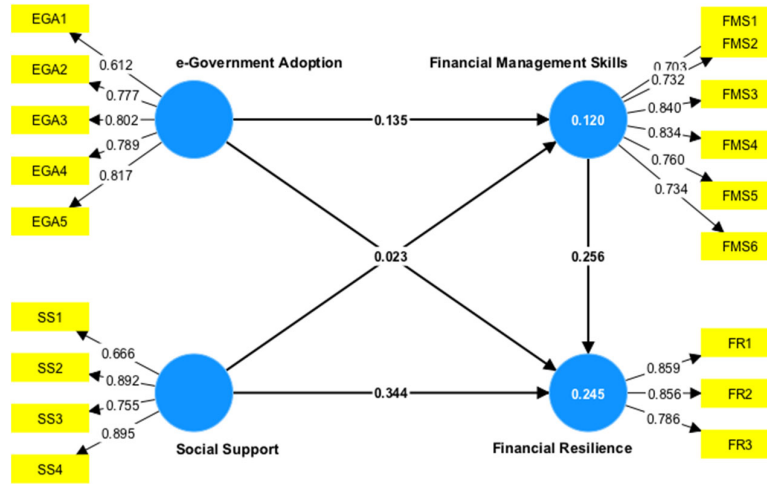 EGA1
EGA2
EGA3
EGA4
EGA5
0.612
0.777
0.802
0.789
0.817
e-Government Adoption
Financial Management Skills
0.135
0.120
0.703
0.732
0.840
0.834
0.760
0.734
FMS1
FMS2
FMS3
FMS4
FMS5
FMS6
0.023
0.256
SS1
SS2
SS3
SS4
0.666
0.892
0.755
0.895
Social Support
0.344
0.245
Financial Resilience
0.859
0.856
0.786
FR1
FR2
FR3